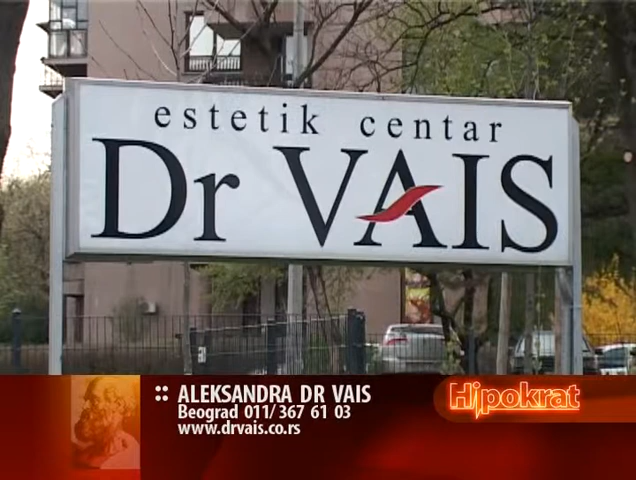 estetik centar
Dr VAIS
:: ALEKSANDRA DR VAIS
Beograd 011/ 367 61 03
www.drvais.co.rs
Hipokrat